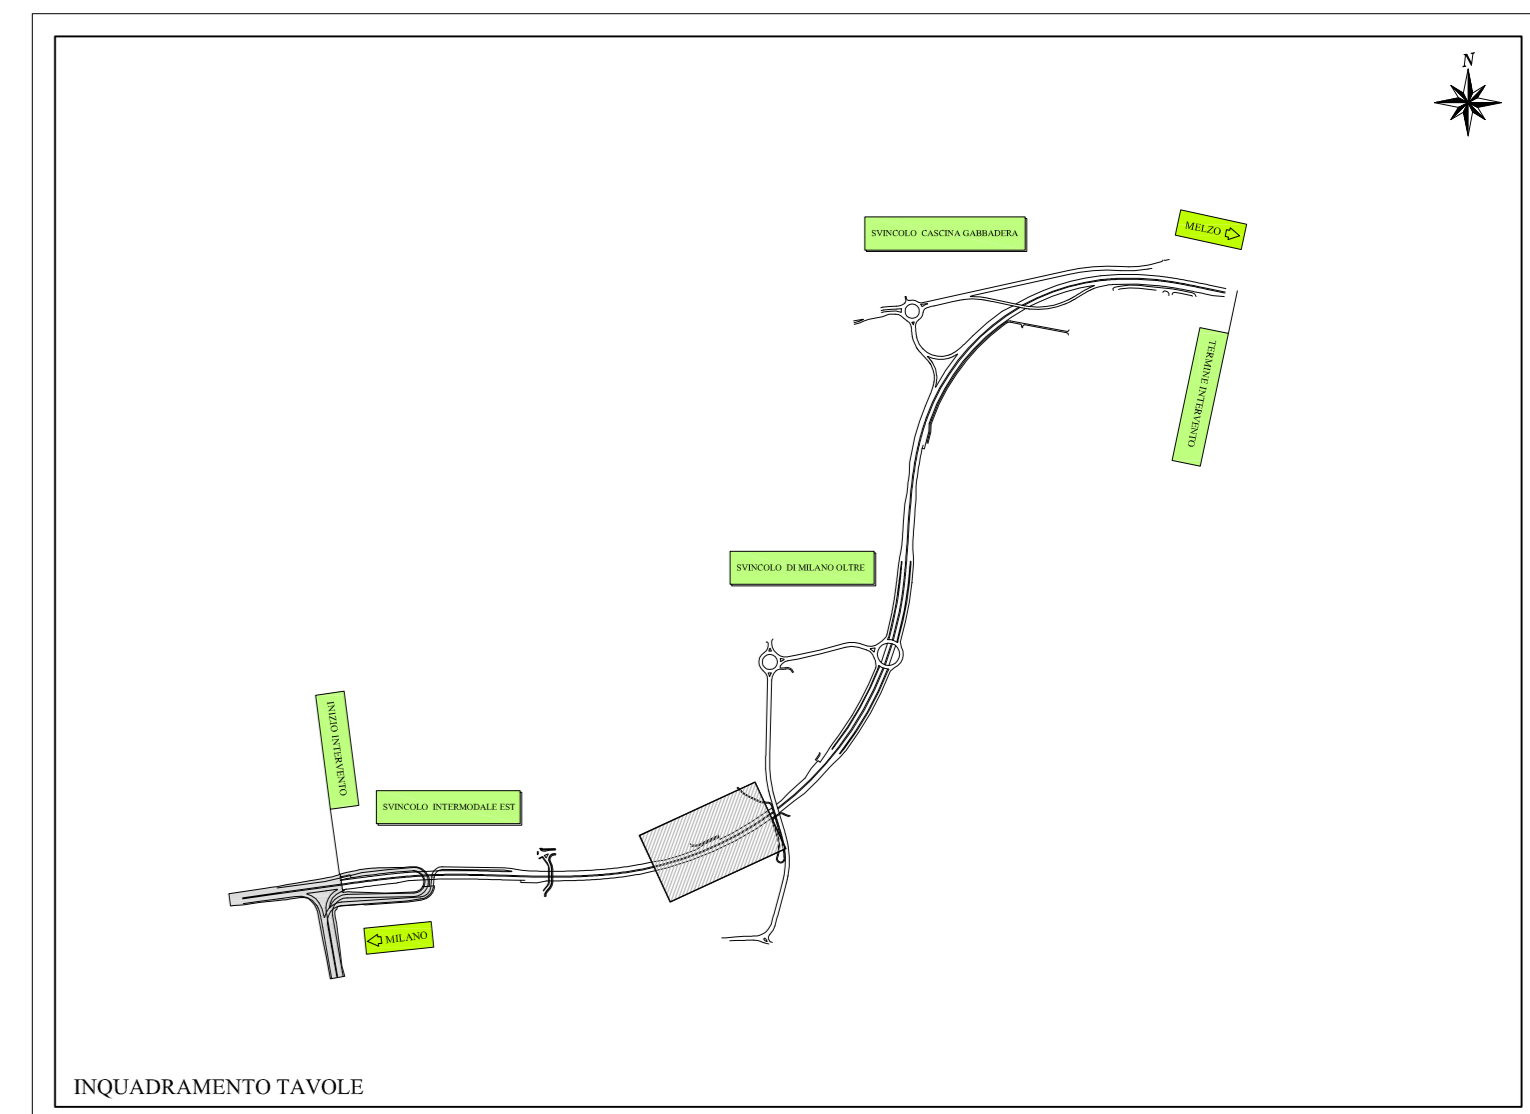 N
MELZO
SVINCOLO CASCINA GABBADERA
TERMINE INTERVENTO
SVINCOLO DI MILANO OLTRE
INIZIO INTERVENTO
SVINCOLO INTERMODALE EST
MILANO
INQUADRAMENTO TAVOLE